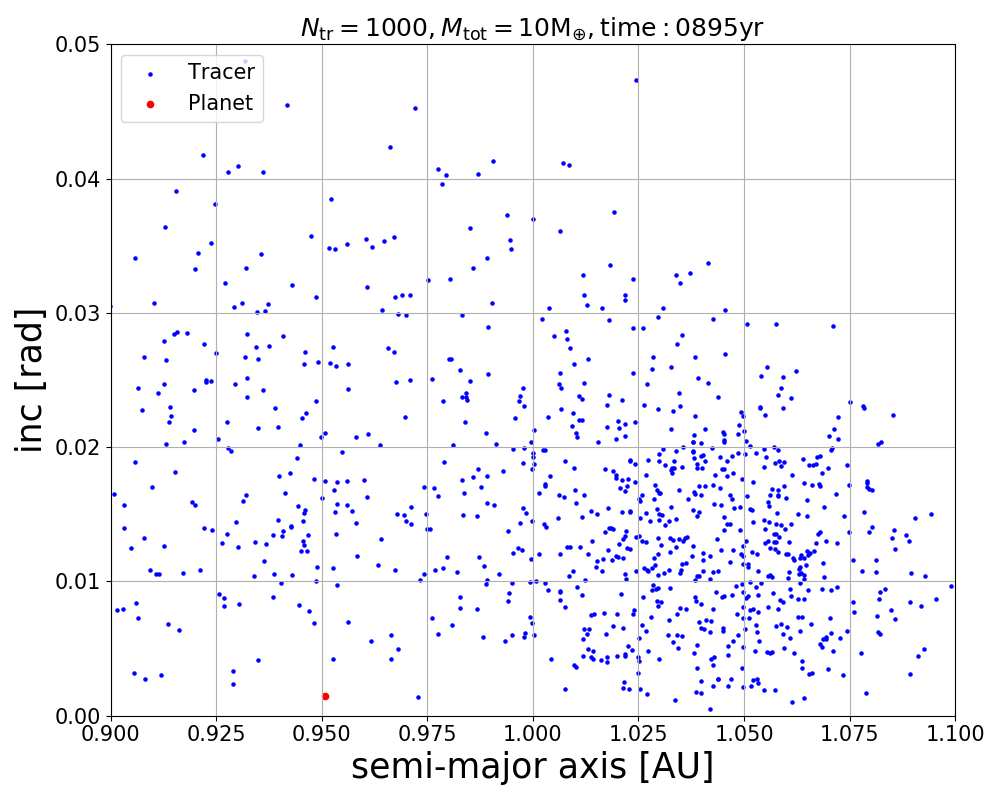 N_tr = 1000, M_tot = 10M_⊕, time : 0895yr
0.05
Tracer
Planet
0.04
0.03
inc [rad]
0.02
0.01
0.00
0.900 0.925 0.950 0.975 1.000 1.025 1.050 1.075 1.100
semi-major axis [AU]